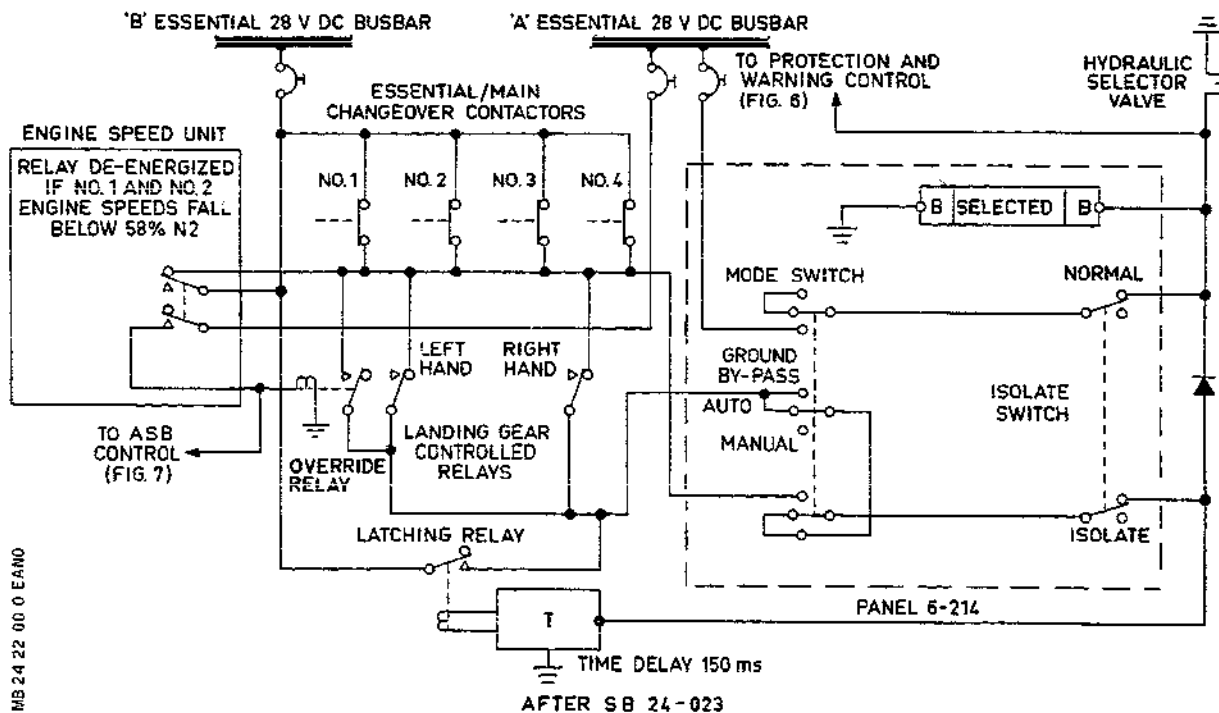 'B' ESSENTIAL 28 V DC BUSBAR
'A' ESSENTIAL 28 V DC BUSBAR
TO PROTECTION AND
WARNING CONTROL
(FIG. 6)
HYDRAULIC
SELECTOR
VALVE
ESSENTIAL/MAIN
CHANGEOVER CONTACTORS
ENGINE SPEED UNIT
RELAY DE-ENERGIZED
IF NO. 1 AND NO. 2
ENGINE SPEEDS FALL
BELOW 58% N2
NO. 1
NO. 2
NO. 3
NO. 4
B SELECTED B
MODE SWITCH
NORMAL
LEFT
HAND
RIGHT
HAND
GROUND
BY-PASS
AUTO
MANUAL
ISOLATE
SWITCH
TO ASB
CONTROL
(FIG. 7)
OVERRIDE
RELAY
LANDING GEAR
CONTROLLED
RELAYS
LATCHING RELAY
ISOLATE
T
PANEL 6-214
TIME DELAY 150 ms
AFTER SB 24-023
MB 24 22 00 0 EAN0